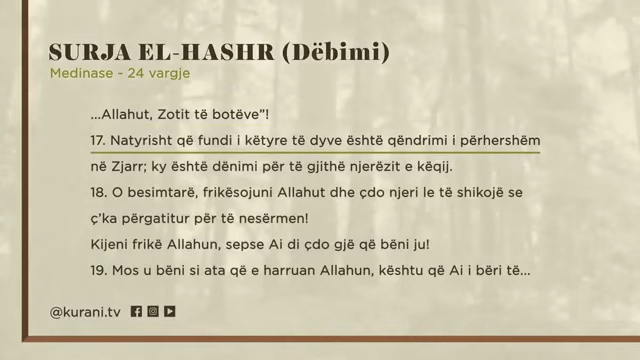 SURJA EL-HASHR (Dëbimi)
Medinase - 24 vargje
...Allahut, Zotit të botëve”!
17. Natyrisht që fundi i këtyre të dyve është qëndrimi i përhershëm
në Zjarr; ky është dënimi për të gjithë njerëzit e këqij.
18. O besimtarë, frikësojuni Allahut dhe çdo njeri le të shikojë se
ç’ka përgatitur për të nesërmen!
Kijeni frikë Allahun, sepse Ai di çdo gjë që bëni ju!
19. Mos u bëni si ata që e harruan Allahun, kështu që Ai i bëri të...
@kurani.tv